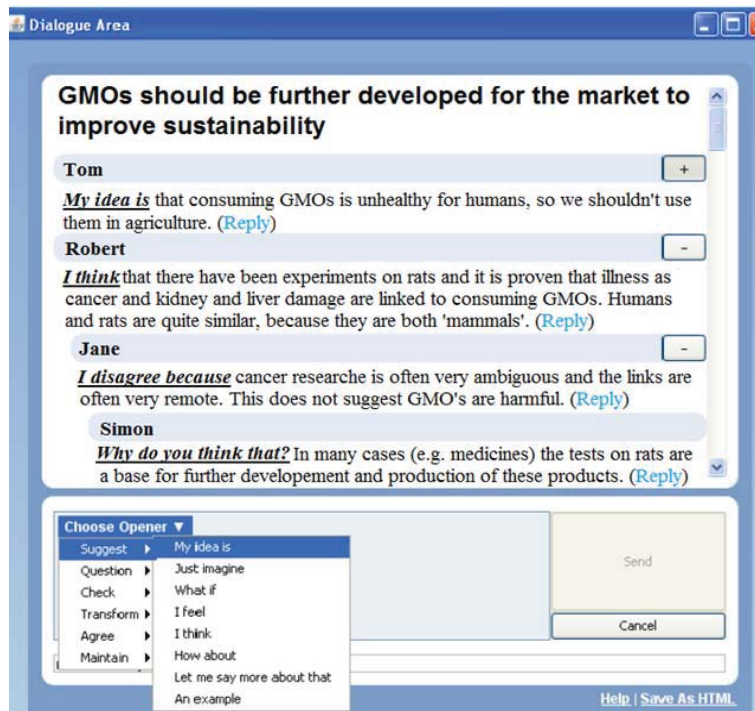 Dialogue Area
GMOs should be further developed for the market to
improve sustainability
Tom
+
My idea is that consuming GMOs is unhealthy for humans, so we shouldn't use
them in agriculture. (Reply)
Robert
-
I think that there have been experiments on rats and it is proven that illness as
cancer and kidney and liver damage are linked to consuming GMOs. Humans
and rats are quite similar, because they are both 'mammals'. (Reply)
Jane
-
I disagree because cancer researche is often very ambiguous and the links are
often very remote. This does not suggest GMO's are harmful. (Reply)
Simon
Why do you think that? In many cases (e.g. medicines) the tests on rats are
a base for further developement and production of these products. (Reply)
Choose Opener ▼
Suggest
Question
Check
Transform
Agree
Maintain
My idea is
Just imagine
What if
I feel
I think
How about
Let me say more about that
An example
Send
Cancel
Help | Save As HTML